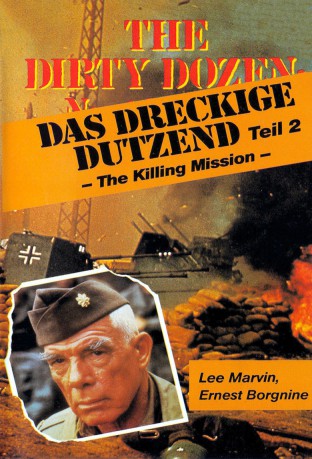 THE
DIRTY DOZEN
DAS DRECKIGE
DUTZEND Teil 2
– The Killing Mission –
Lee Marvin,
Ernest Borgnine